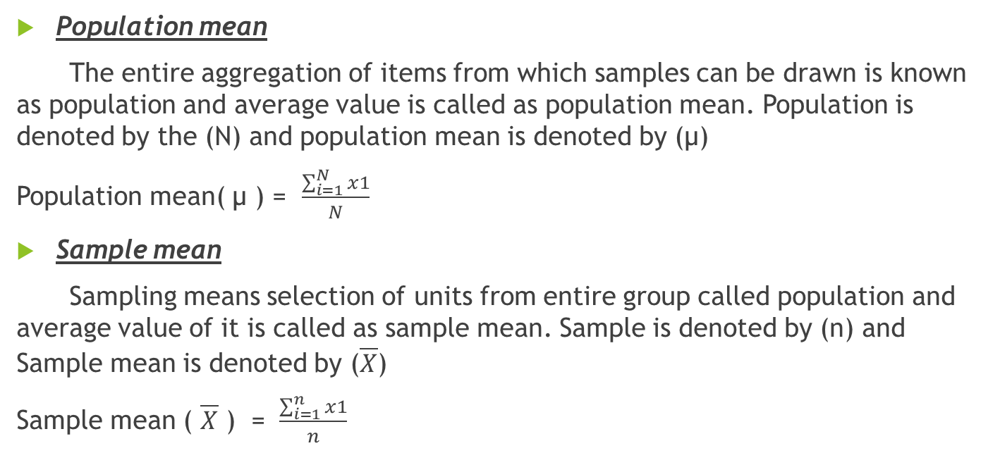 ▶ Population mean
The entire aggregation of items from which samples can be drawn is known
as population and average value is called as population mean. Population is
denoted by the (N) and population mean is denoted by (μ)
Population mean( μ ) = $\frac{\sum_{i=1}^{N} x1}{N}$
▶ Sample mean
Sampling means selection of units from entire group called population and
average value of it is called as sample mean. Sample is denoted by (n) and
Sample mean is denoted by ($\overline{X}$)
Sample mean ( $\overline{X}$ ) = $\frac{\sum_{i=1}^{n} x1}{n}$